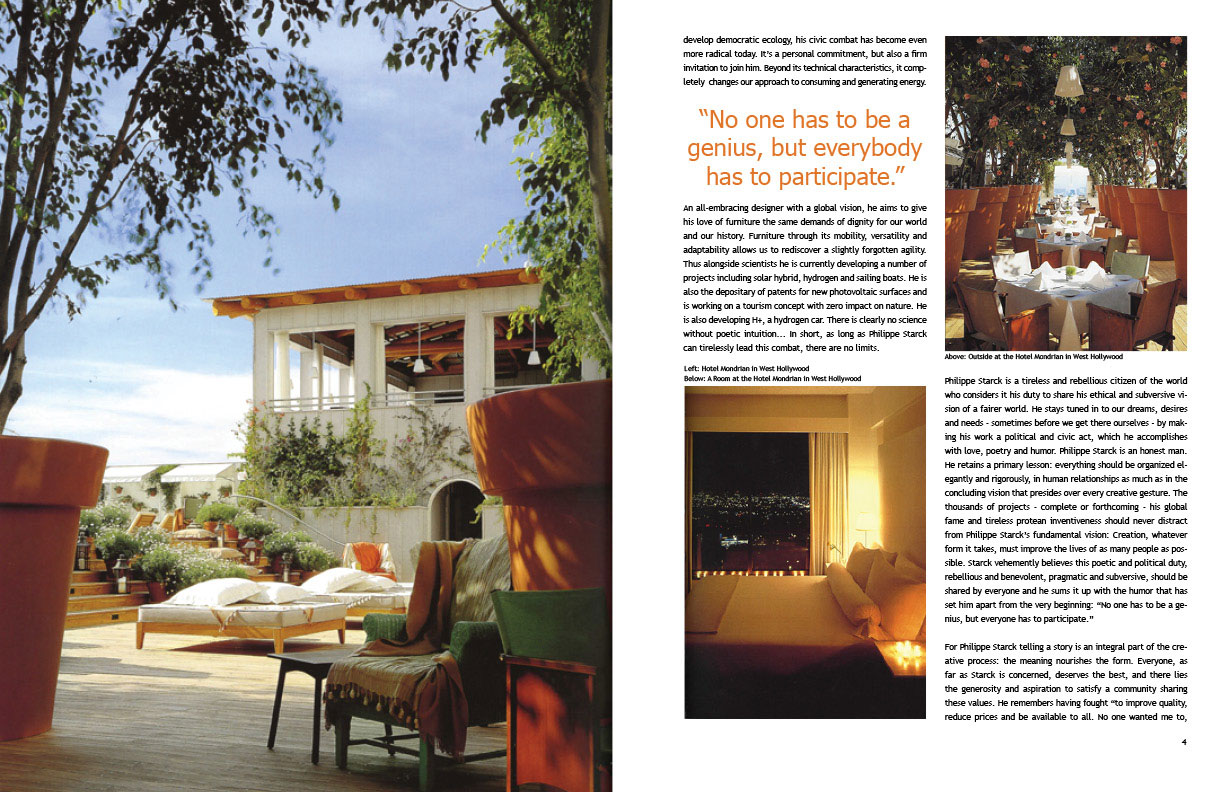 develop democratic ecology, his civic combat has become even
more radical today. It's a personal commitment, but also a firm
invitation to join him. Beyond its technical characteristics, it comp-
letely changes our approach to consuming and generating energy.
“No one has to be a
genius, but everybody
has to participate.”
An all-embracing designer with a global vision, he aims to give
his love of furniture the same demands of dignity for our world
and our history. Furniture through its mobility, versatility and
adaptability allows us to rediscover a slightly forgotten agility.
Thus alongside scientists he is currently developing a number of
projects including solar hybrid, hydrogen and sailing boats. He is
also the depositary of patents for new photovoltaic surfaces and
is working on a tourism concept with zero impact on nature. He
is also developing H+, a hydrogen car. There is clearly no science
without poetic intuition... In short, as long as Philippe Starck
can tirelessly lead this combat, there are no limits.
Left: Hotel Mondrian in West Hollywood
Below: A Room at the Hotel Mondrian in West Hollywood
Above: Outside at the Hotel Mondrian in West Hollywood
Philippe Starck is a tireless and rebellious citizen of the world
who considers it his duty to share his ethical and subversive vi-
sion of a fairer world. He stays tuned in to our dreams, desires
and needs - sometimes before we get there ourselves - by mak-
ing his work a political and civic act, which he accomplishes
with love, poetry and humor. Philippe Starck is an honest man.
He retains a primary lesson: everything should be organized el-
egantly and rigorously, in human relationships as much as in the
concluding vision that presides over every creative gesture. The
thousands of projects - complete or forthcoming - his global
fame and tireless protean inventiveness should never distract
from Philippe Starck's fundamental vision: Creation, whatever
form it takes, must improve the lives of as many people as pos-
sible. Starck vehemently believes this poetic and political duty,
rebellious and benevolent, pragmatic and subversive, should be
shared by everyone and he sums it up with the humor that has
set him apart from the very beginning: “No one has to be a ge-
nius, but everyone has to participate.”
For Philippe Starck telling a story is an integral part of the cre-
ative process: the meaning nourishes the form. Everyone, as
far as Starck is concerned, deserves the best, and there lies
the generosity and aspiration to satisfy a community sharing
these values. He remembers having fought “to improve quality,
reduce prices and be available to all. No one wanted me to,
4